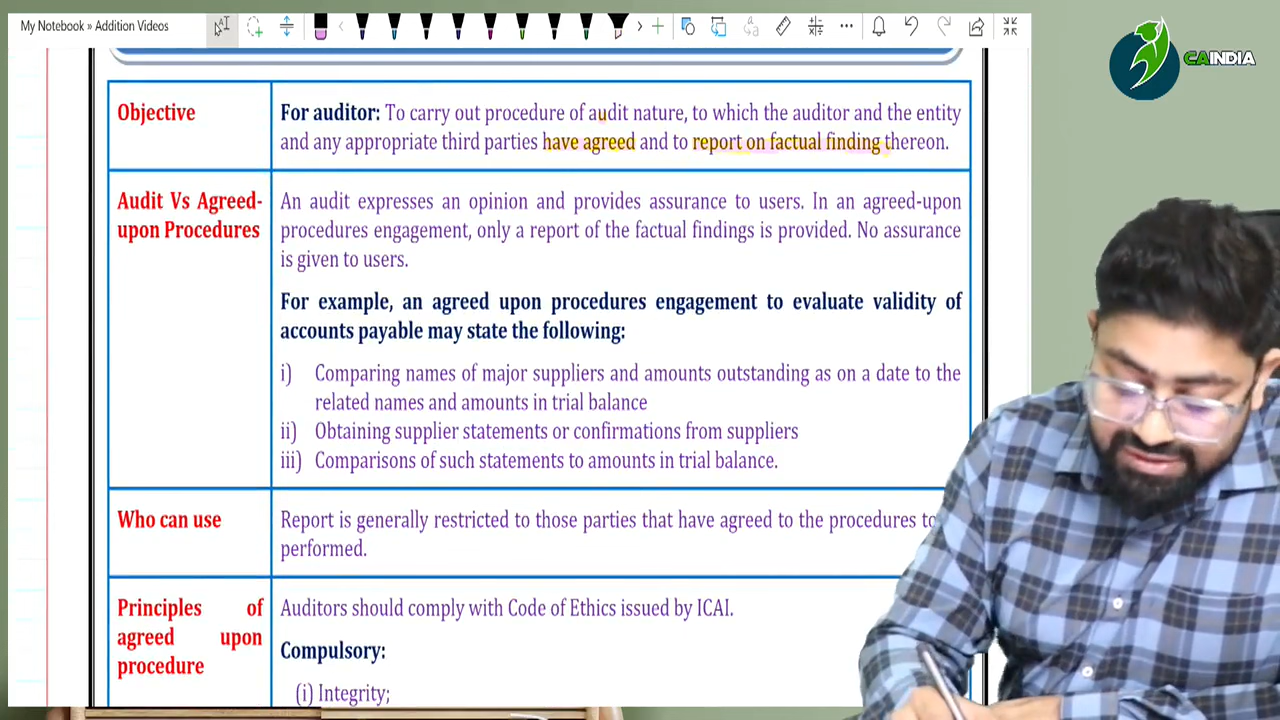 My Notebook » Addition Videos
CAINDIA
Objective
For auditor: To carry out procedure of audit nature, to which the auditor and the entity
and any appropriate third parties have agreed and to report on factual finding thereon.
Audit Vs Agreed-
upon Procedures
An audit expresses an opinion and provides assurance to users. In an agreed-upon
procedures engagement, only a report of the factual findings is provided. No assurance
is given to users.
For example, an agreed upon procedures engagement to evaluate validity of
accounts payable may state the following:
i) Comparing names of major suppliers and amounts outstanding as on a date to the
related names and amounts in trial balance
ii) Obtaining supplier statements or confirmations from suppliers
iii) Comparisons of such statements to amounts in trial balance.
Who can use
Report is generally restricted to those parties that have agreed to the procedures to
performed.
Principles of
agreed upon
procedure
Auditors should comply with Code of Ethics issued by ICAI.
Compulsory:
(i) Integrity;